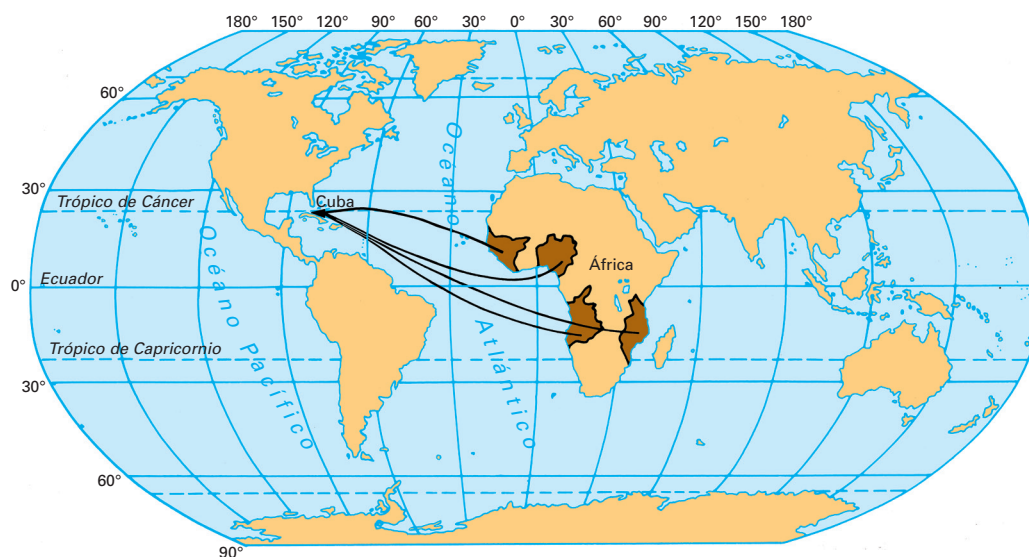 180° 150° 120° 90° 60° 30° 0° 30° 60° 90° 120° 150° 180°
60°
Océano
30°
Trópico de Cáncer
Cuba
Océano
África
Ecuador
0°
Atlántico
Pacífico
Trópico de Capricornio
30°
60°
90°